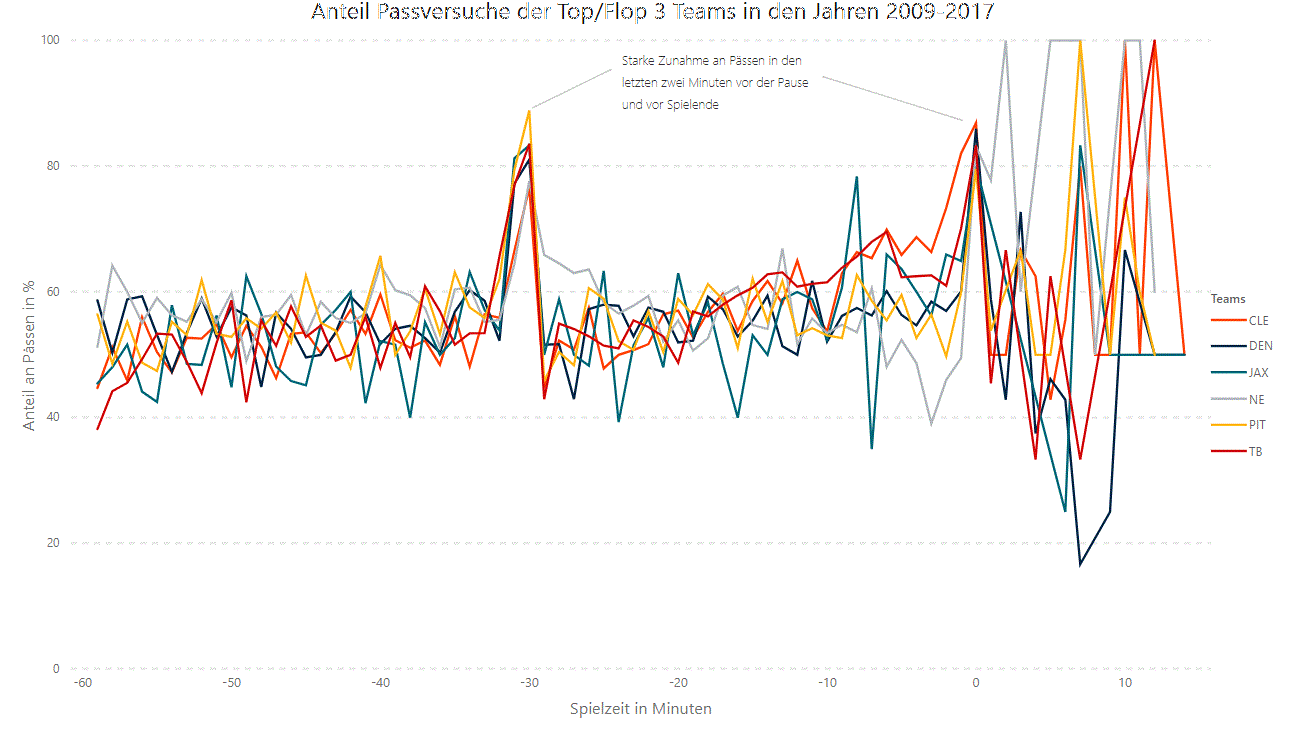 Anteil Passversuche der Top/Flop 3 Teams in den Jahren 2009-2017
100
Starke Zunahme an Pässen in den
letzten zwei Minuten vor der Pause
und vor Spielende
80
60
40
20
0
Anteil an Pässen in %
-60 -50 -40 -30 -20 -10 0 10
Spielzeit in Minuten
Teams
CLE
DEN
JAX
NE
PIT
TB